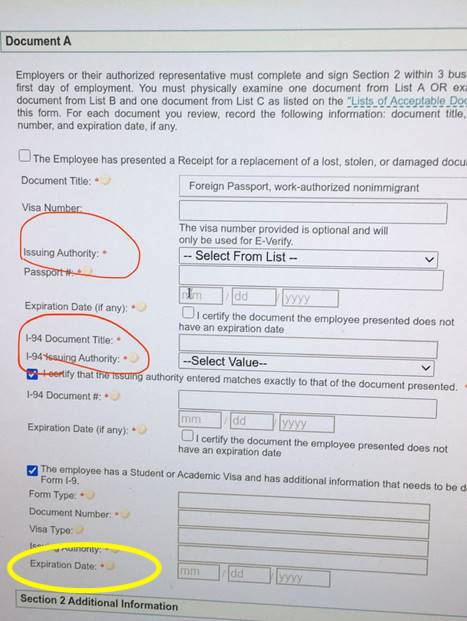 Document A
Employers or their authorized representative must complete and sign Section 2 within 3 bus
first day of employment. You must physically examine one document from List A OR exa
document from List B and one document from List C as listed on the "Lists of Acceptable Doc
this form. For each document you review, record the following information: document title,
number, and expiration date, if any.
The Employee has presented a Receipt for a replacement of a lost, stolen, or damaged docu
Document Title: * Foreign Passport, work-authorized nonimmigrant
Visa Number:
The visa number provided is optional and will
only be used for E-Verify.
Issuing Authority: * -- Select From List --
Passport #: *
Expiration Date (if any): * mm / dd / yyyy
I certify the document the employee presented does not
have an expiration date
I-94 Document Title: *
I-94 Issuing Authority: * --Select Value--
I certify that the issuing authority entered matches exactly to that of the document presented. *
I-94 Document #: *
Expiration Date (if any): * mm / dd / yyyy
I certify the document the employee presented does not
have an expiration date
The employee has a Student or Academic Visa and has additional information that needs to be d
Form I-9.
Form Type: *
Document Number: *
Visa Type:
Issuing Authority: *
Expiration Date: * mm / dd / yyyy
Section 2 Additional Information